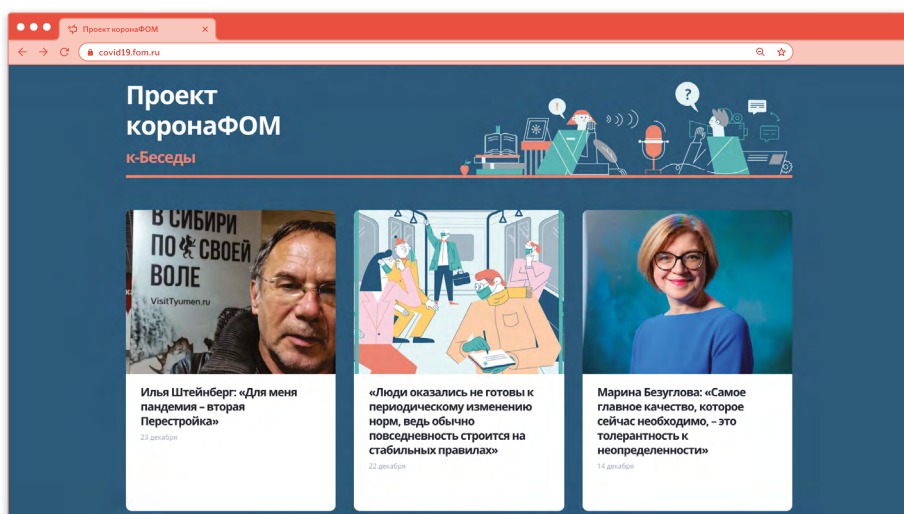 Проект коронаФОМ
covid19.fom.ru
Проект
коронаФОМ
к-Беседы
В СИБИРИ
ПО СВОЕЙ
ВОЛЕ
VisitTyumen.ru
Илья Штейнберг: «Для меня
пандемия – вторая
Перестройка»
23 декабря
«Люди оказались не готовы к
периодическому изменению
норм, ведь обычно
повседневность строится на
стабильных правилах»
22 декабря
Марина Безуглова: «Самое
главное качество, которое
сейчас необходимо, – это
толерантность к
неопределенности»
14 декабря